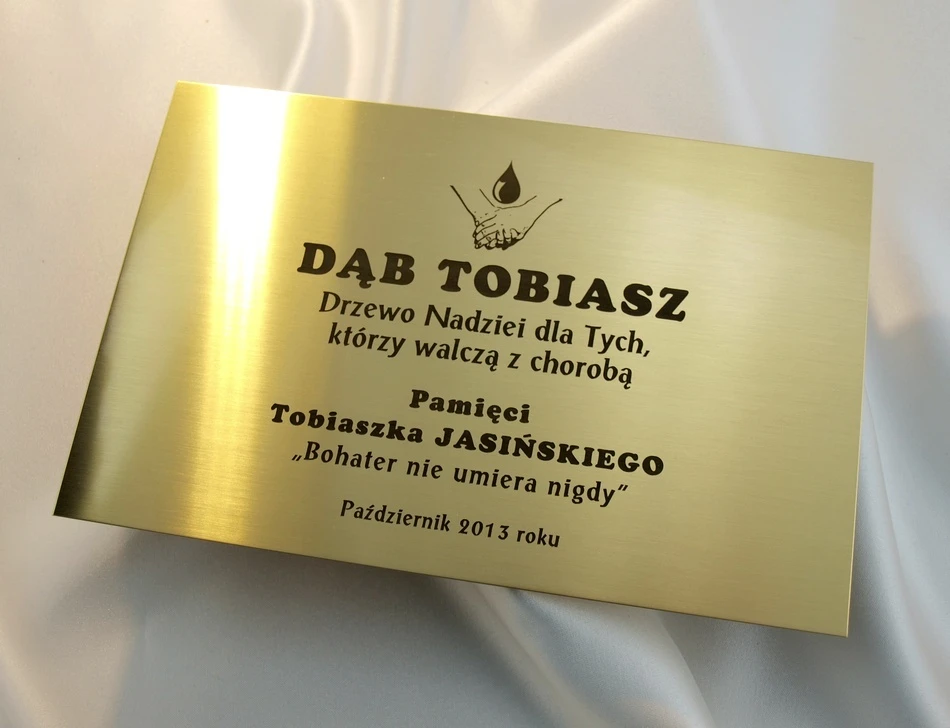 DĄB TOBIASZ
Drzewo Nadziei dla Tych,
którzy walczą z chorobą
Pamięci
Tobiaszka JASIŃSKIEGO
„Bohater nie umiera nigdy”
Październik 2013 roku